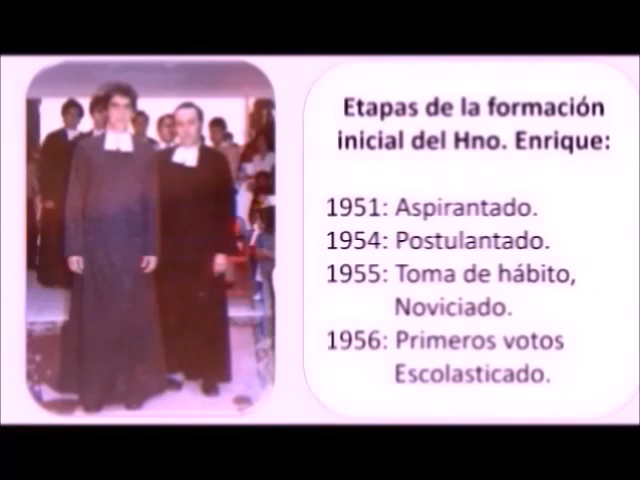 Etapas de la formación
inicial del Hno. Enrique:
1951: Aspirantado.
1954: Postulantado.
1955: Toma de hábito,
Noviciado.
1956: Primeros votos
Escolasticado.